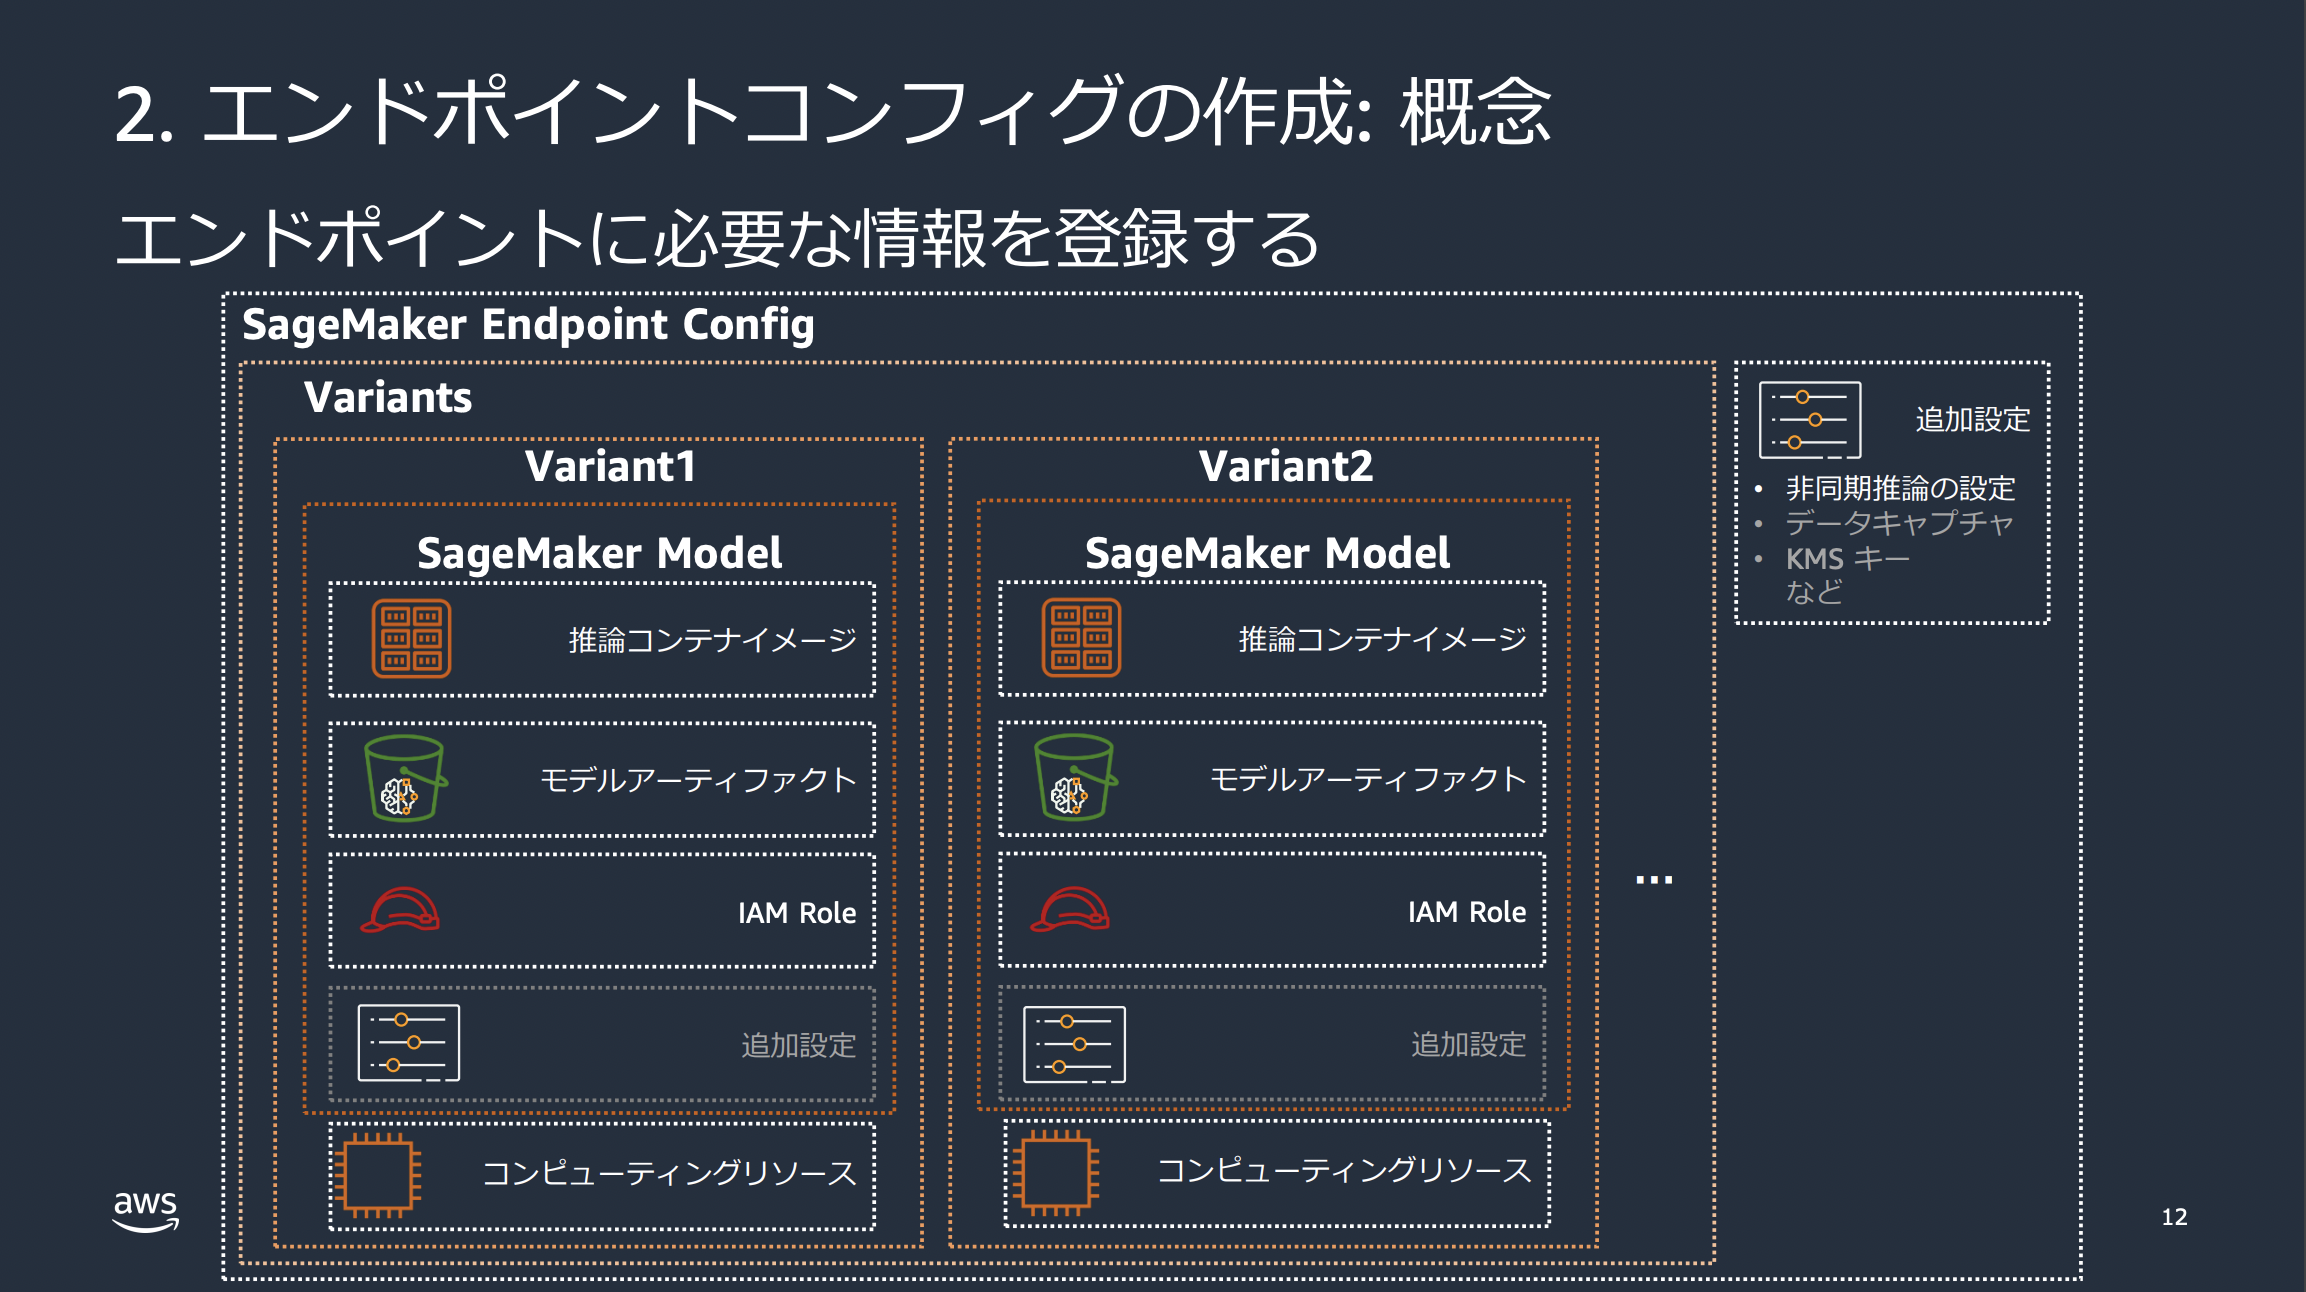 2. エンドポイントコンフィグの作成: 概念
エンドポイントに必要な情報を登録する
SageMaker Endpoint Config
Variants
Variant1
SageMaker Model
推論コンテナイメージ
モデルアーティファクト
IAM Role
追加設定
コンピューティングリソース
Variant2
SageMaker Model
推論コンテナイメージ
モデルアーティファクト
IAM Role
追加設定
コンピューティングリソース
...
追加設定
• 非同期推論の設定
• データキャプチャ
• KMS キー
など
aws
12